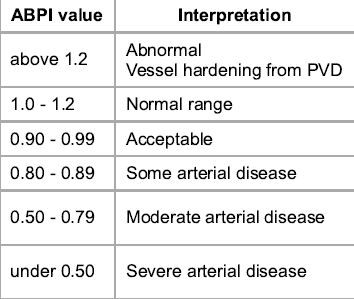 ABPI value Interpretation
above 1.2 Abnormal
Vessel hardening from PVD
1.0 - 1.2 Normal range
0.90 - 0.99 Acceptable
0.80 - 0.89 Some arterial disease
0.50 - 0.79 Moderate arterial disease
under 0.50 Severe arterial disease